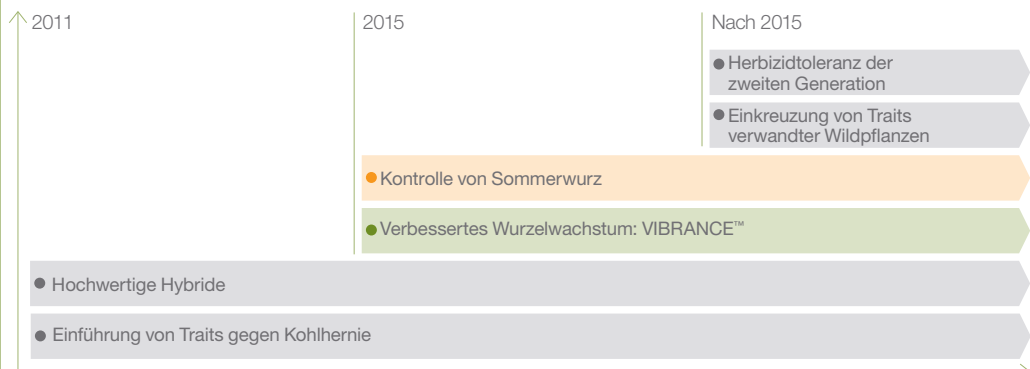 2011
2015
Nach 2015
● Herbizidtoleranz der
zweiten Generation
● Einkreuzung von Traits
verwandter Wildpflanzen
● Kontrolle von Sommerwurz
● Verbessertes Wurzelwachstum: VIBRANCE™
● Hochwertige Hybride
● Einführung von Traits gegen Kohlhernie